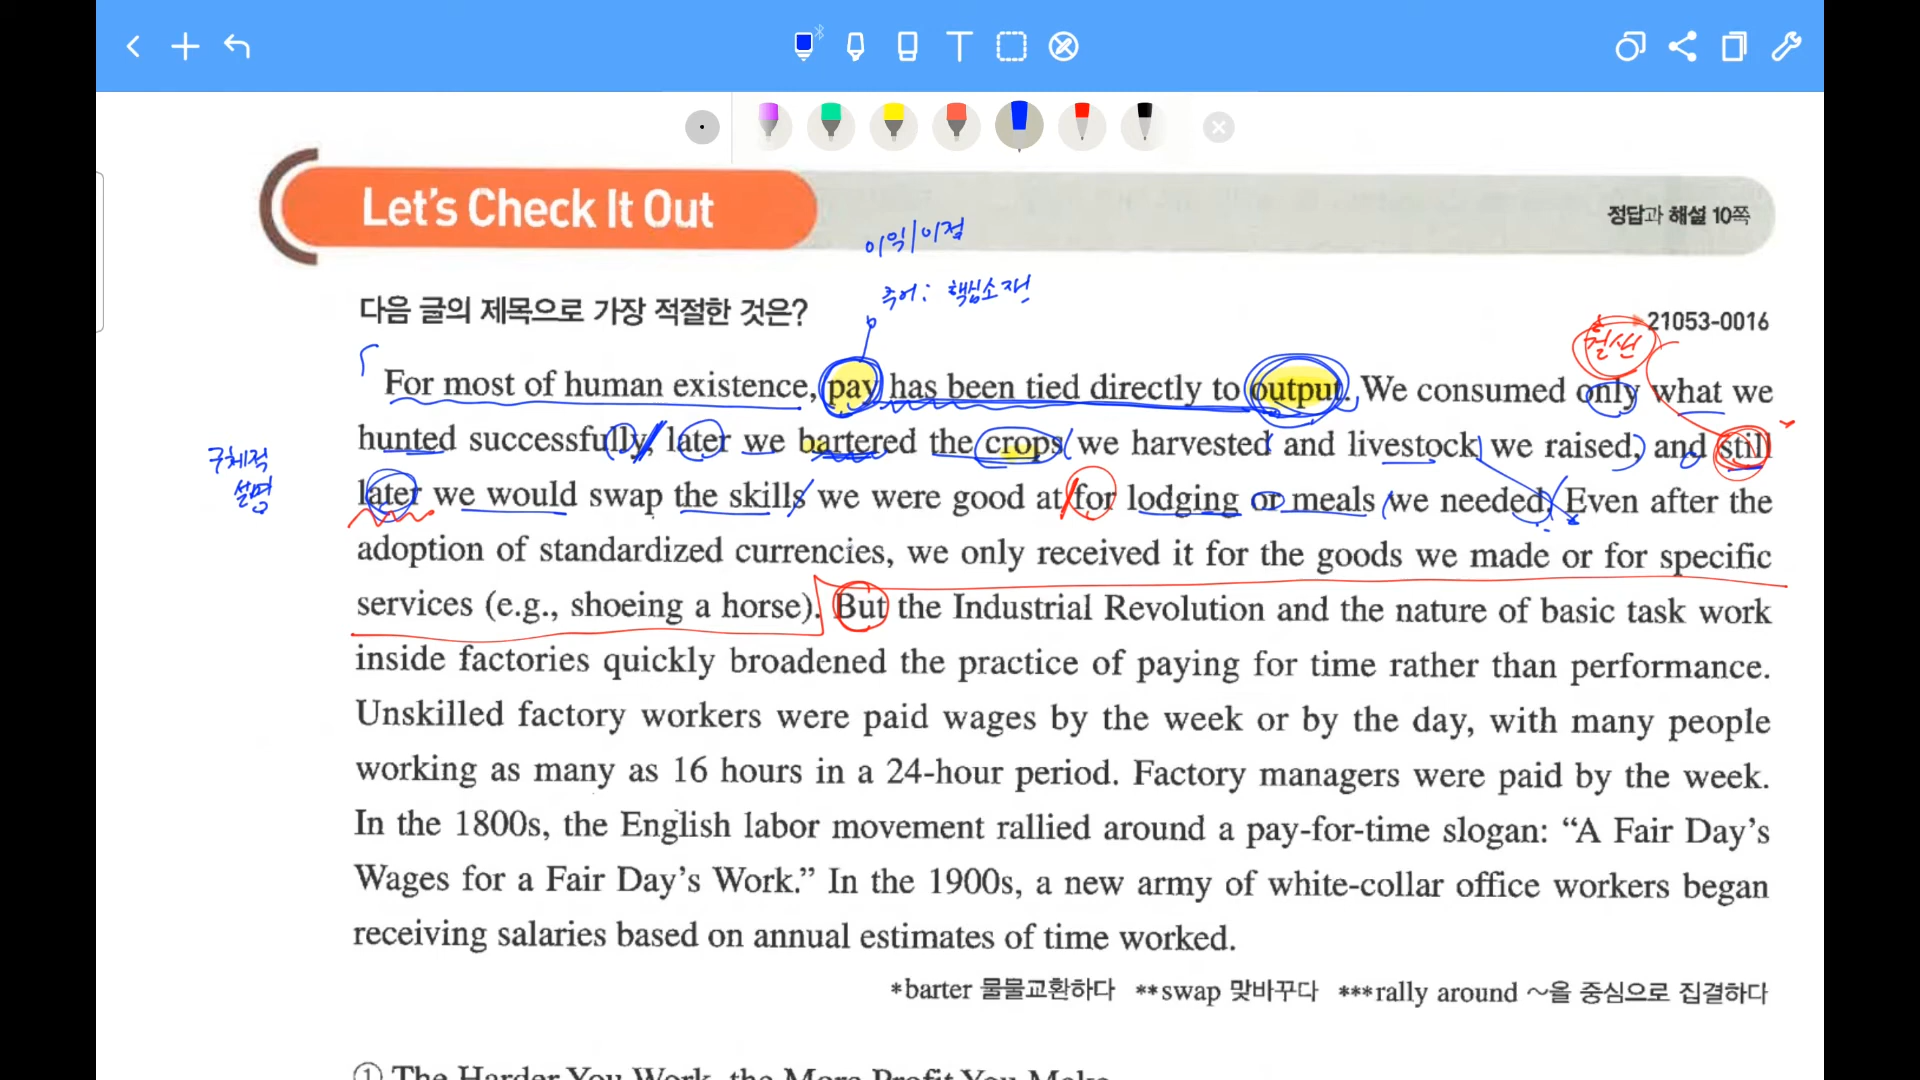 Let's Check It Out
정답과 해설 10쪽
이익/이점
주어: 핵심소재
다음 글의 제목으로 가장 적절한 것은?
21053-0016
For most of human existence, pay has been tied directly to output. We consumed only what we
hunted successfully, later we bartered the crops we harvested and livestock we raised, and still
구체적
설명
later we would swap the skills we were good at for lodging or meals we needed. Even after the
adoption of standardized currencies, we only received it for the goods we made or for specific
services (e.g., shoeing a horse). But the Industrial Revolution and the nature of basic task work
inside factories quickly broadened the practice of paying for time rather than performance.
Unskilled factory workers were paid wages by the week or by the day, with many people
working as many as 16 hours in a 24-hour period. Factory managers were paid by the week.
In the 1800s, the English labor movement rallied around a pay-for-time slogan: “A Fair Day’s
Wages for a Fair Day’s Work.” In the 1900s, a new army of white-collar office workers began
receiving salaries based on annual estimates of time worked.
*barter 물물교환하다 **swap 맞바꾸다 ***rally around ~을 중심으로 집결하다
① The Harder You Work, the More Profit You Make